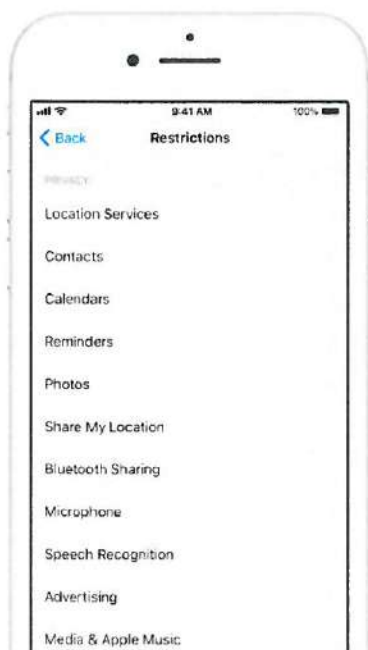 9:41 AM 100%
Back Restrictions
PRIVACY
Location Services
Contacts
Calendars
Reminders
Photos
Share My Location
Bluetooth Sharing
Microphone
Speech Recognition
Advertising
Media & Apple Music